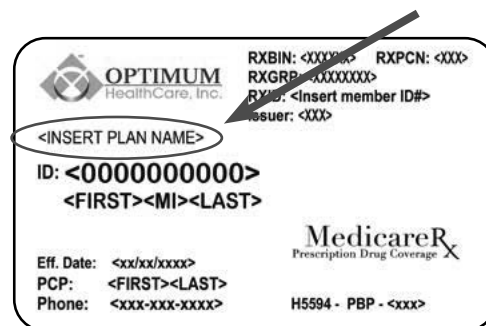 OPTIMUM
HealthCare, Inc.
RXBIN: <XXXXXX> RXPCN: <XXX>
RXGRP: <XXXXXXXX>
RXID: <Insert member ID#>
Issuer: <XXX>
<INSERT PLAN NAME>
ID: <0000000000>
<FIRST><MI><LAST>
MedicareRx
Prescription Drug Coverage
Eff. Date: <xx/xx/xxxx>
PCP: <FIRST><LAST>
Phone: <xxx-xxx-xxxx>
H5594 - PBP - <xxx>